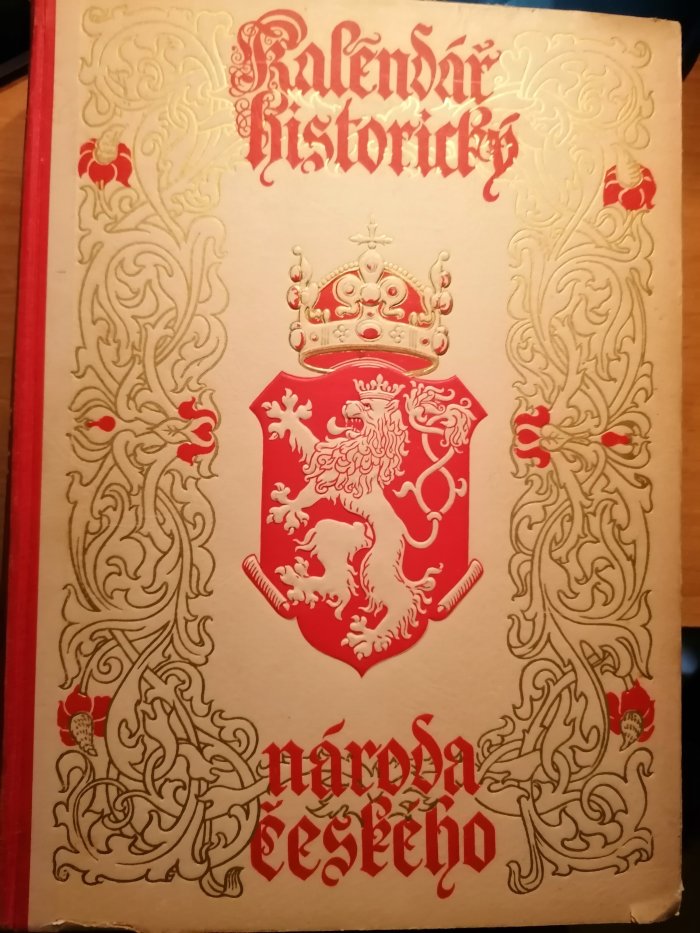 Kalendář
historický
národa
českého